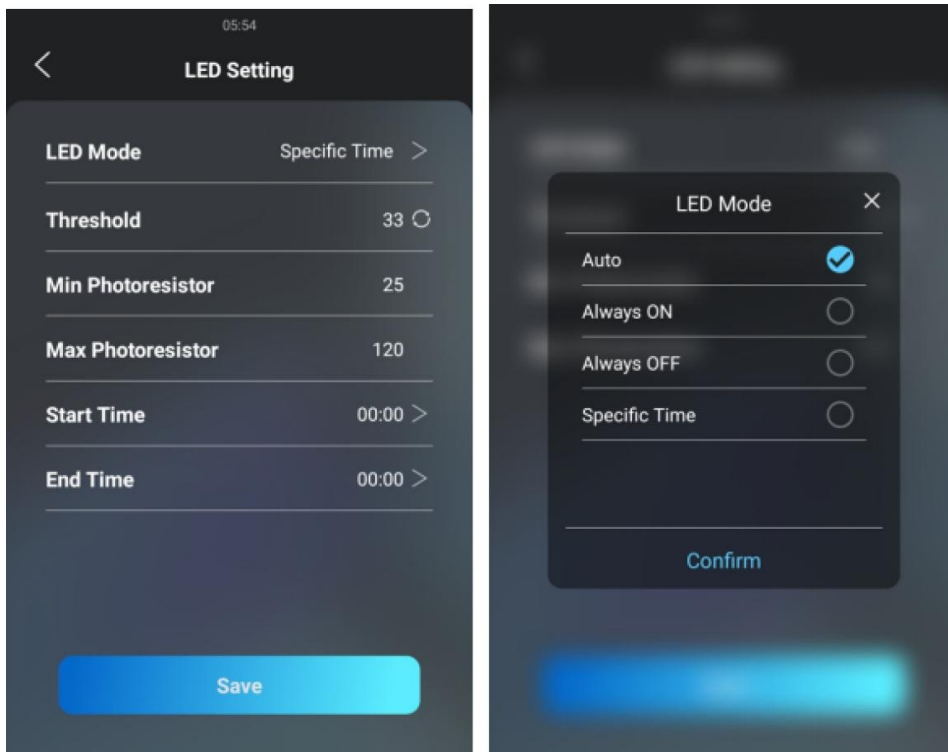 05:54
LED Setting
LED Mode Specific Time
Threshold 33
Min Photoresistor 25
Max Photoresistor 120
Start Time 00:00
End Time 00:00
Save
LED Mode
Auto
Always ON
Always OFF
Specific Time
Confirm